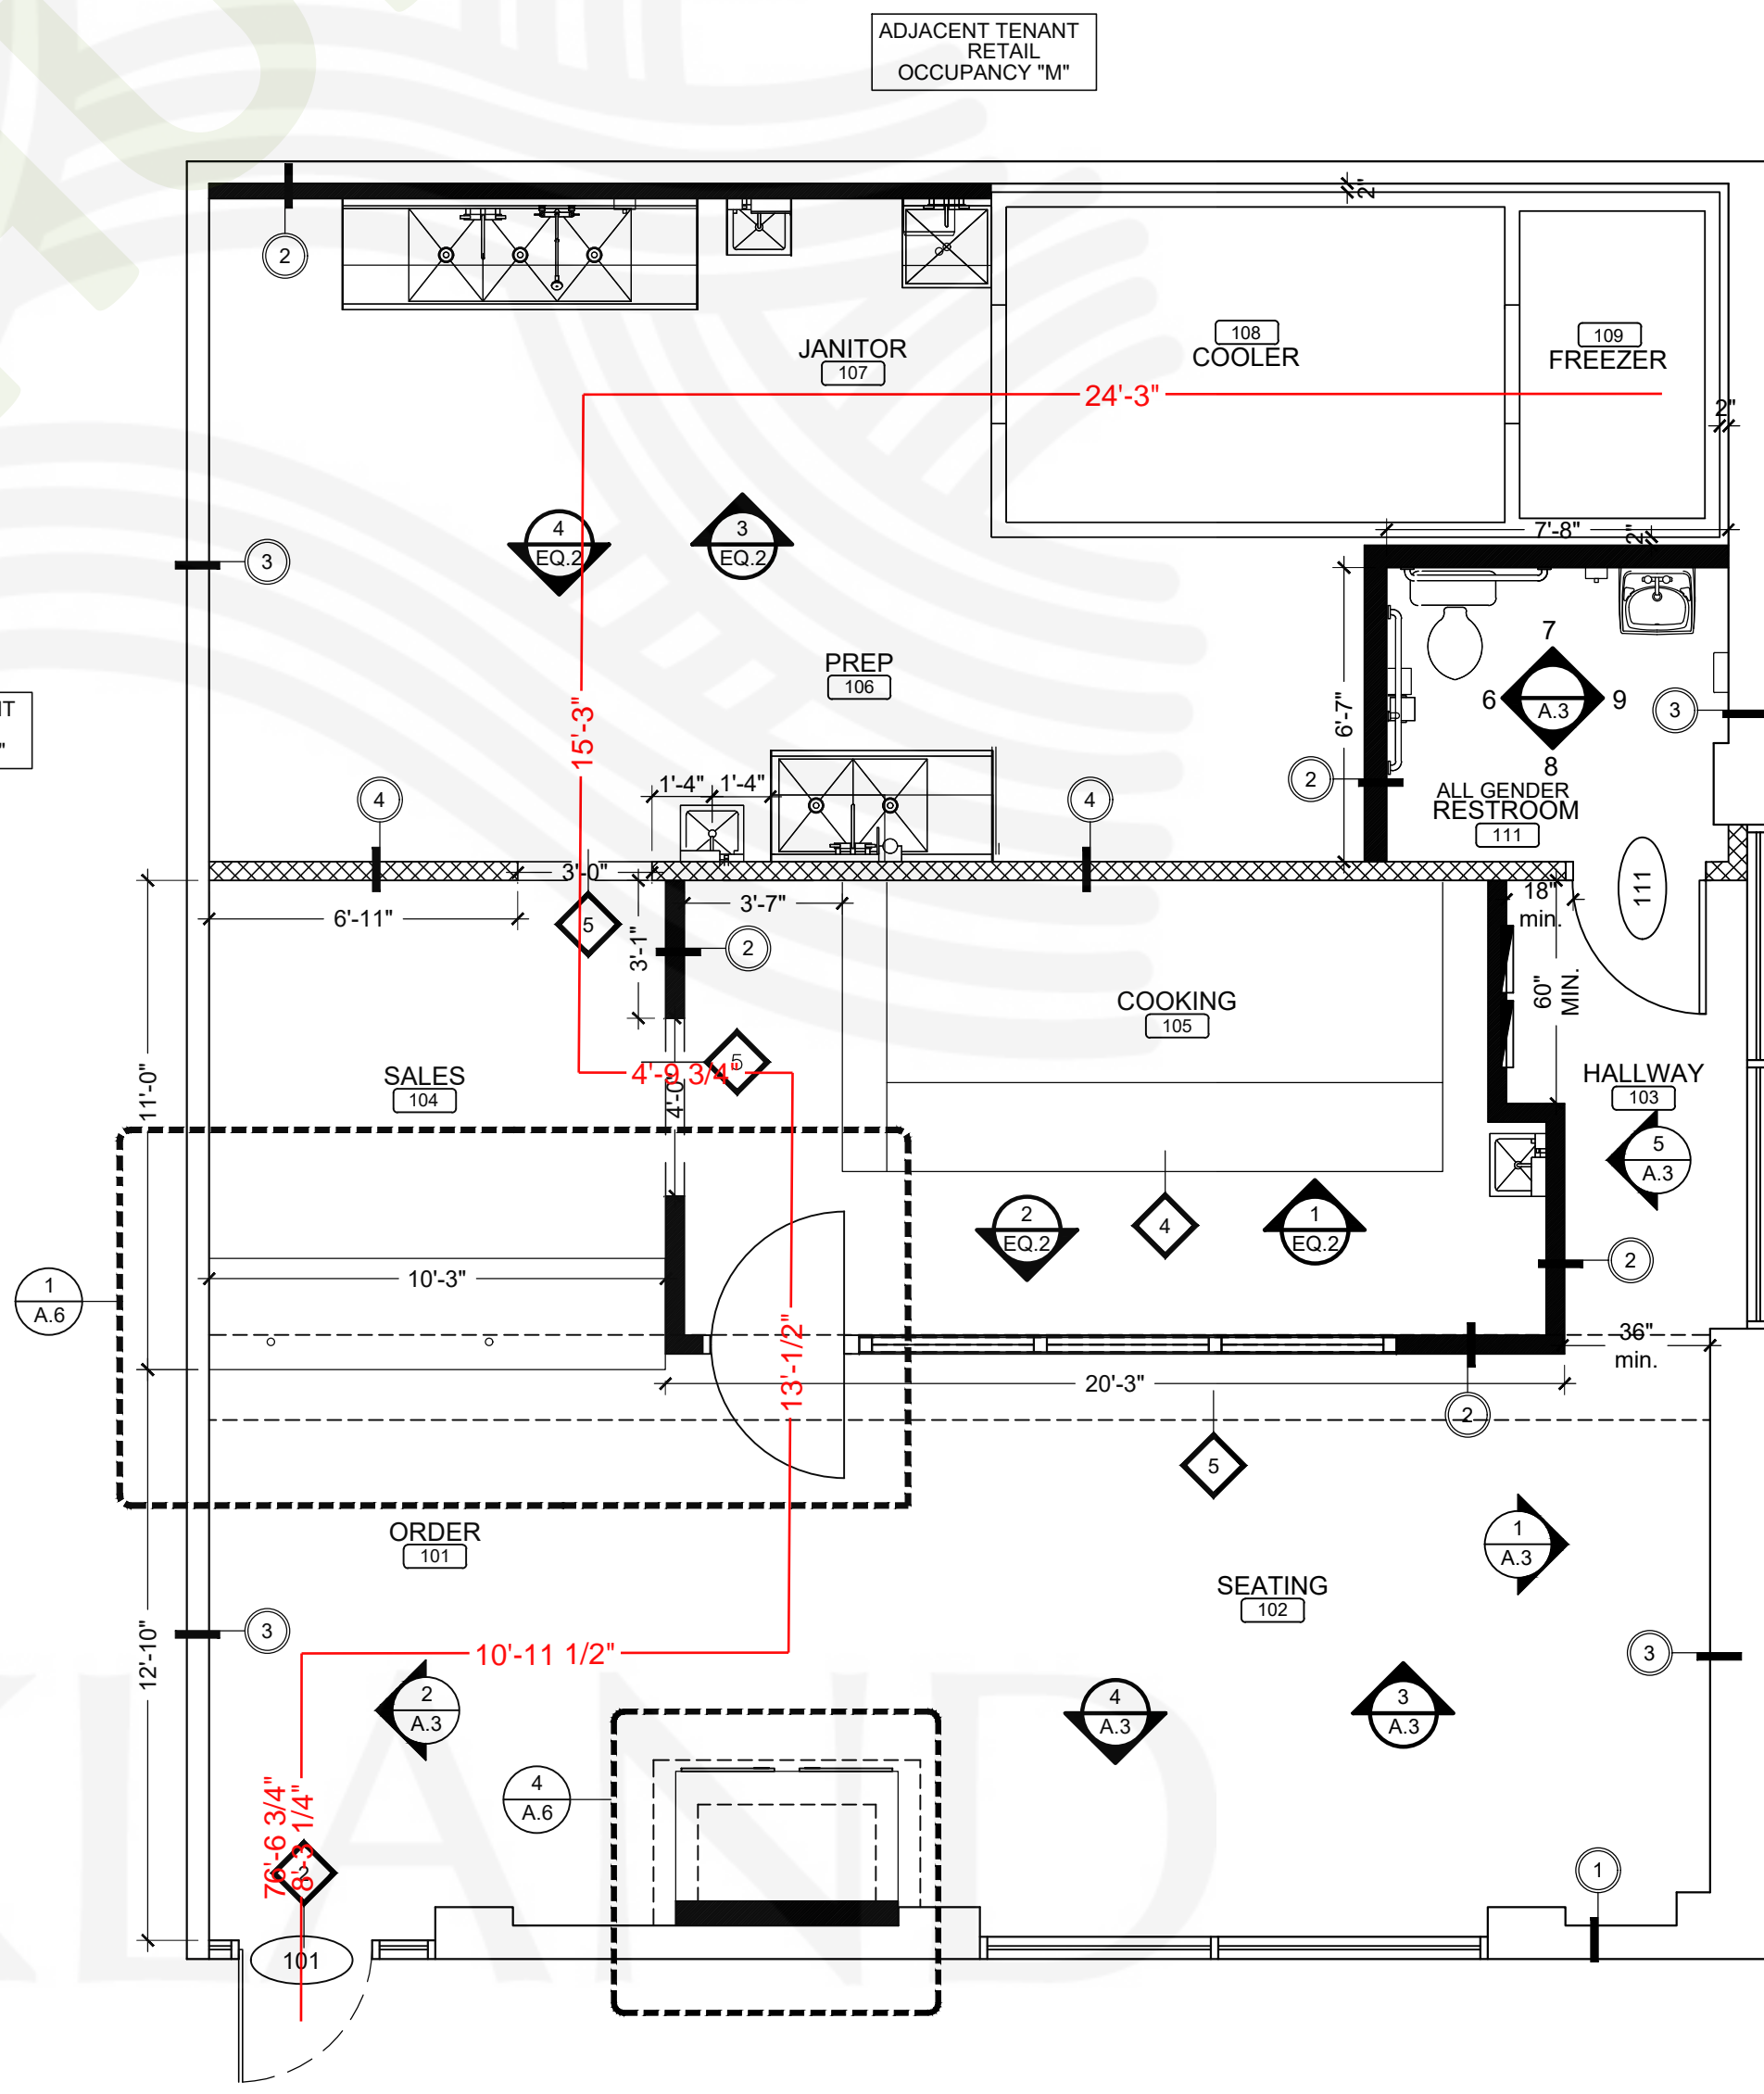 ADJACENT TENANT
RETAIL
OCCUPANCY "M"
2"
2
108
COOLER
109
FREEZER
JANITOR
107
24'-3"
2"
4
EQ.2
3
EQ.2
3
7'-8"
2"
7
6
A.3
9
8
3
PREP
106
6'-7"
T
"
15'-3"
1'-4"
1'-4"
4
4
2
ALL GENDER
RESTROOM
111
3'-0"
6'-11"
5
3'-7"
3'-1"
2
18"
min.
111
60"
MIN.
COOKING
105
5
4'-9 3/4"
4'-0"
SALES
104
11'-0"
HALLWAY
103
5
A.3
2
EQ.2
4
1
EQ.2
2
1
A.6
10'-3"
13'-1/2"
36"
min.
20'-3"
2
5
ORDER
101
1
A.3
SEATING
102
12'-10"
3
10'-11 1/2"
3
2
A.3
4
A.3
3
A.3
76'-6 3/4"
8'-3 1/4"
4
A.6
2
1
101
LAND